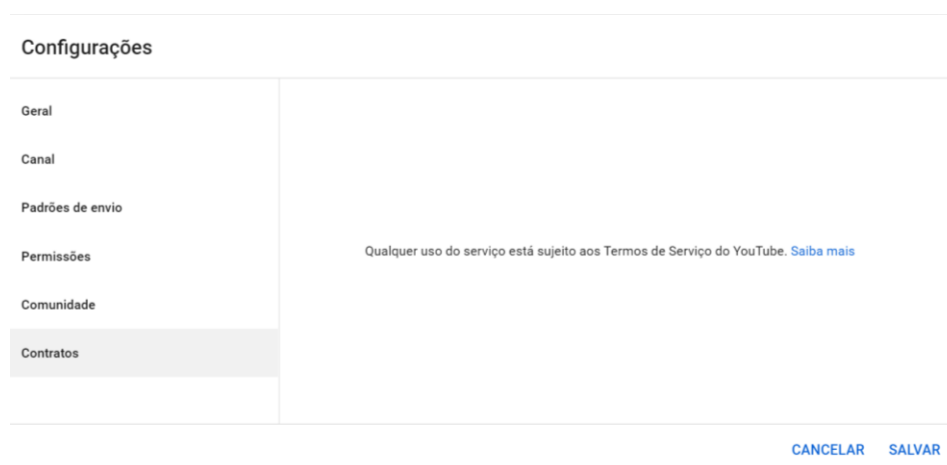 Configurações
Geral
Canal
Padrões de envio
Permissões
Comunidade
Contratos
Qualquer uso do serviço está sujeito aos Termos de Serviço do YouTube. Saiba mais
CANCELAR SALVAR